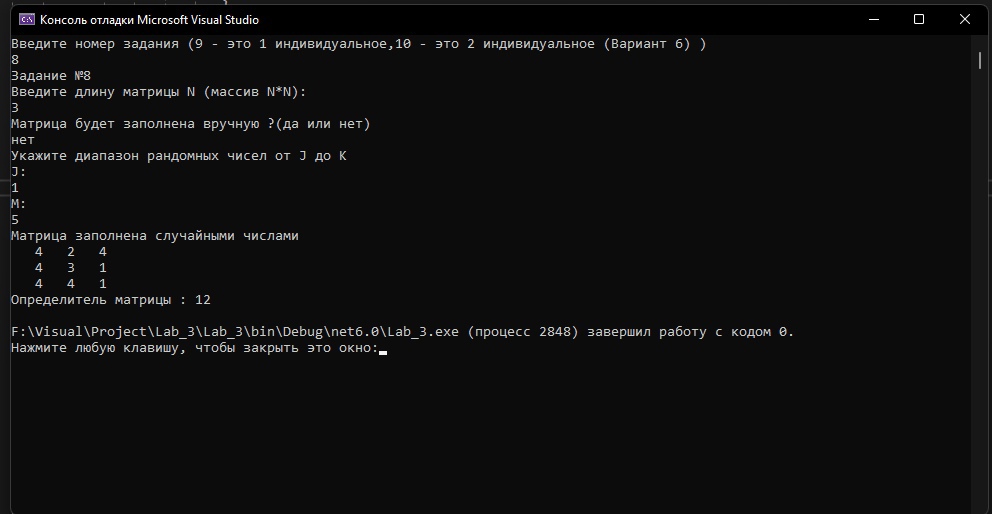 Консоль отладки Microsoft Visual Studio
Введите номер задания (9 - это 1 индивидуальное,10 - это 2 индивидуальное (Вариант 6) )
8
Задание №8
Введите длину матрицы N (массив N*N):
3
Матрица будет заполнена вручную ?(да или нет)
нет
Укажите диапазон рандомных чисел от J до K
J:
1
M:
5
Матрица заполнена случайными числами
4 2 4
4 3 1
4 4 1
Определитель матрицы : 12
F:\Visual\Project\Lab_3\Lab_3\bin\Debug\net6.0\Lab_3.exe (процесс 2848) завершил работу с кодом 0.
Нажмите любую клавишу, чтобы закрыть это окно: